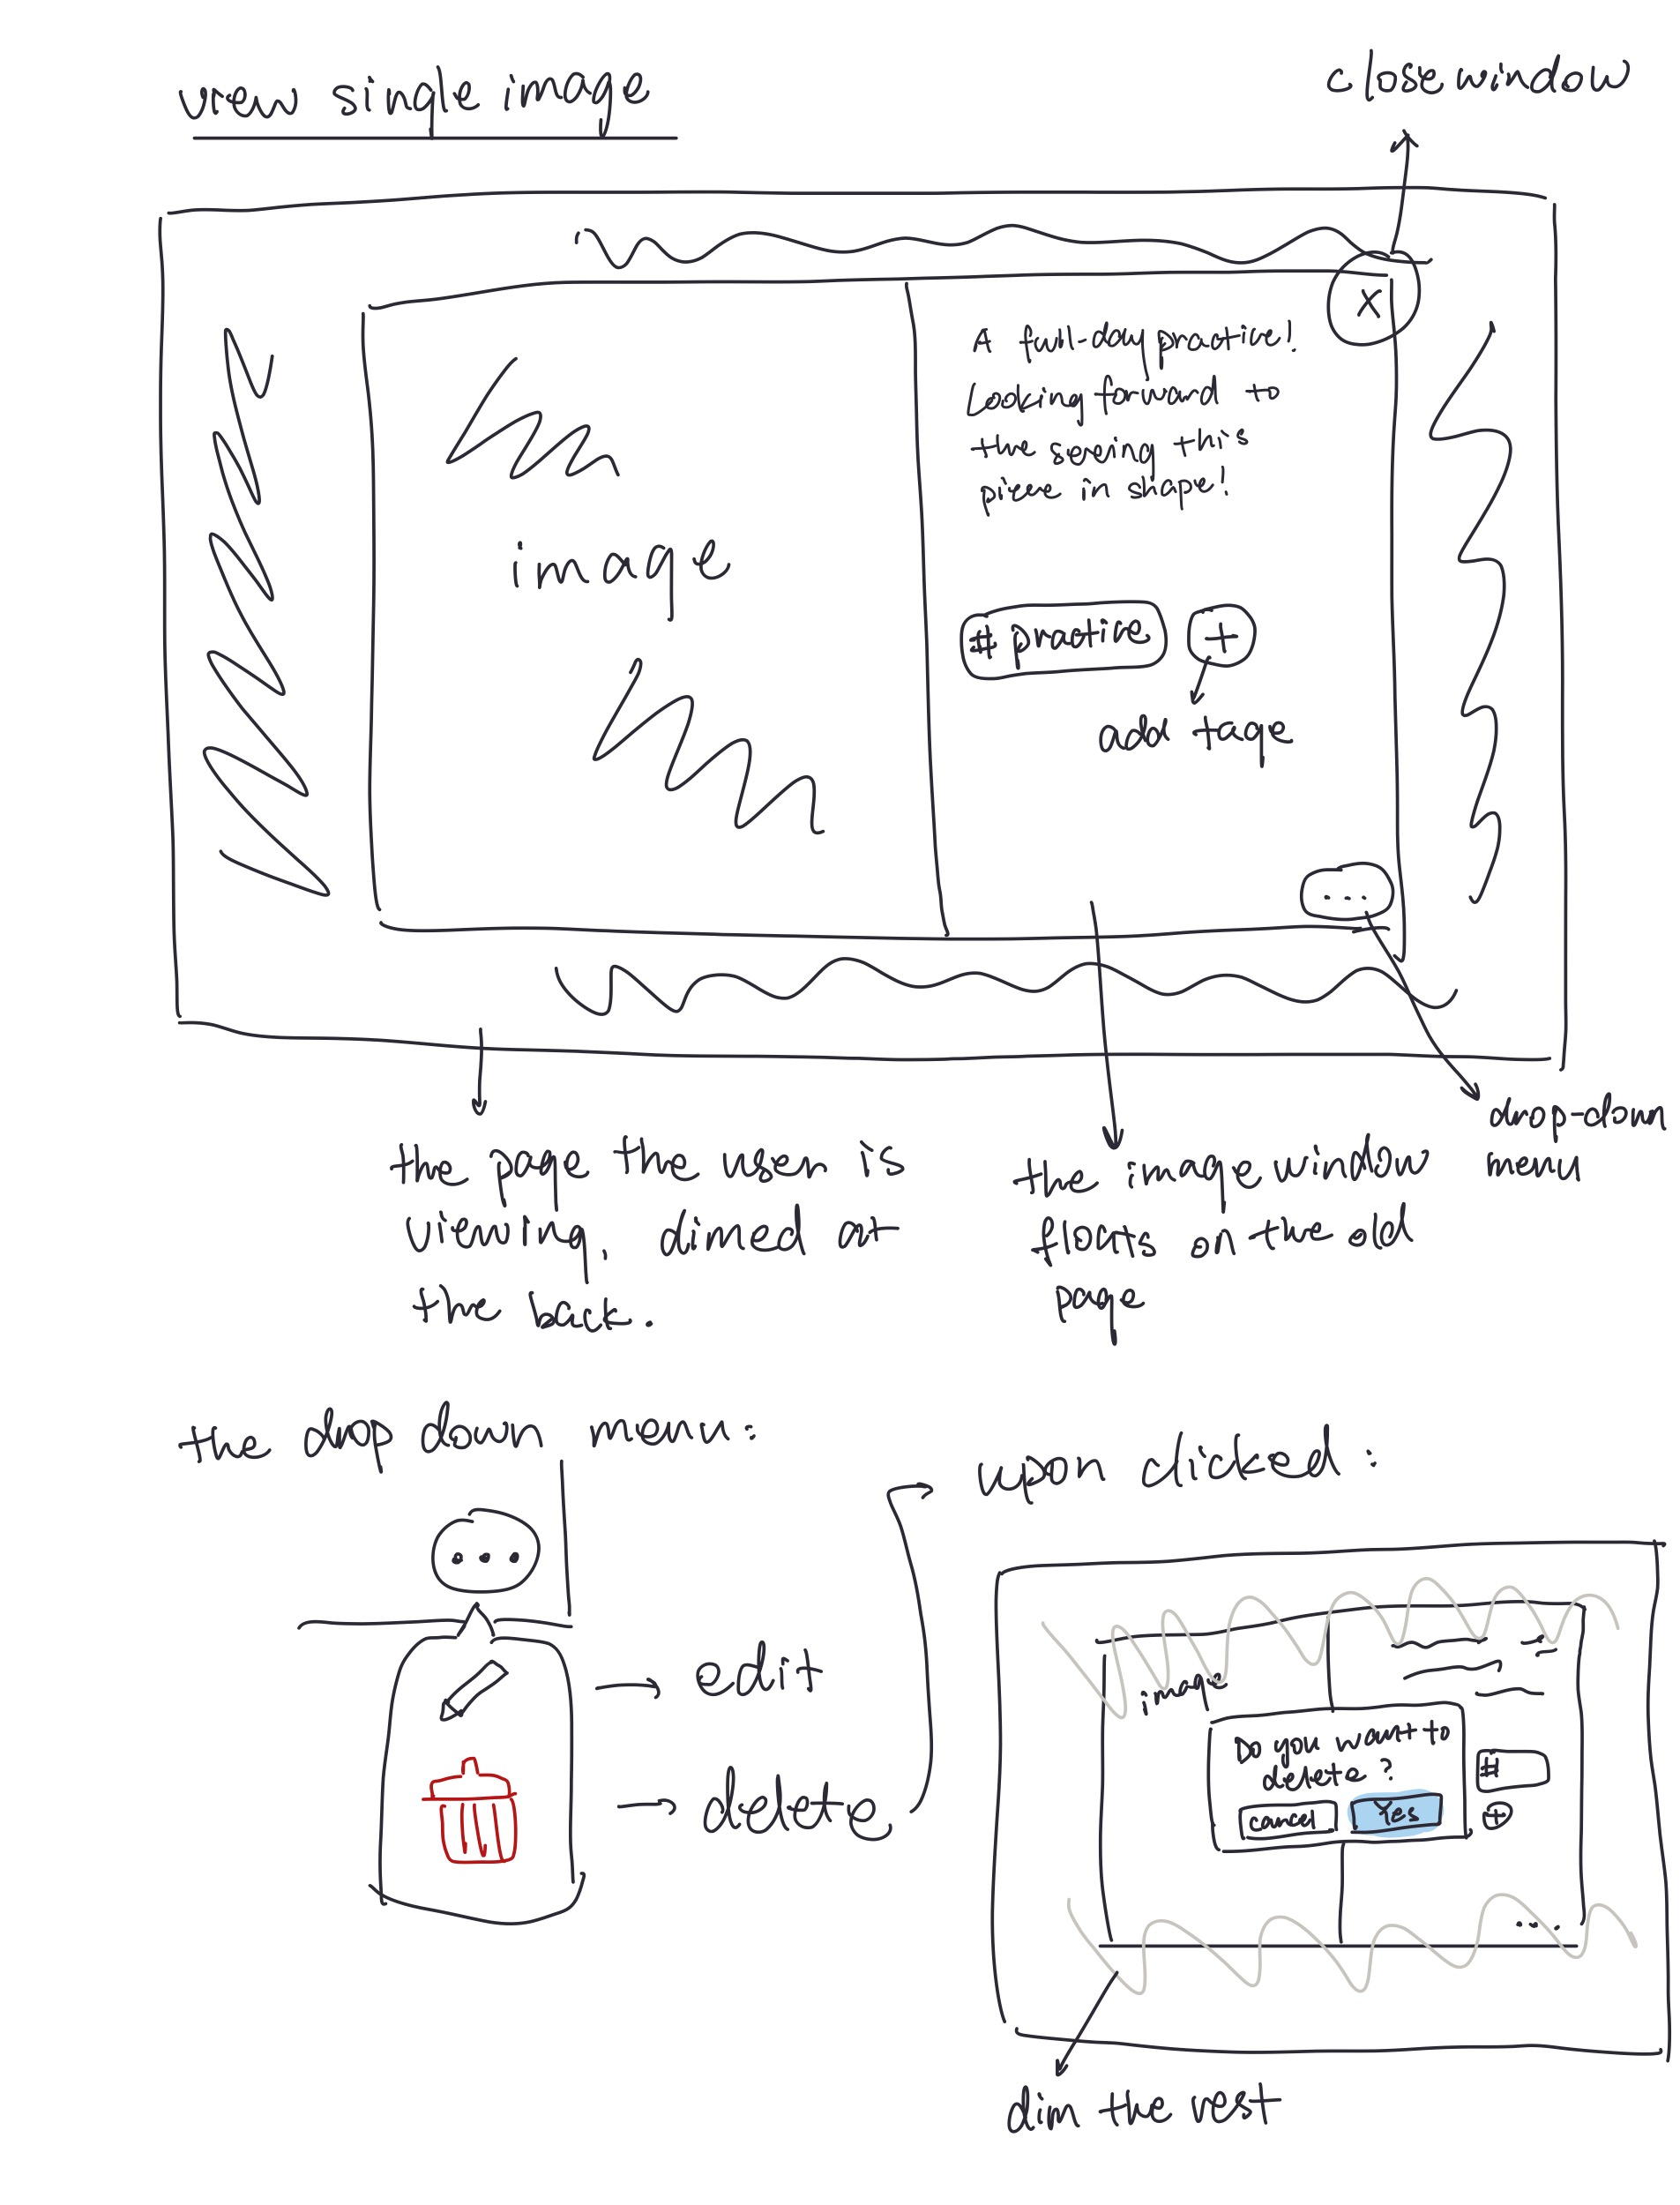 view single image
close window
X
A full-day practice!
Looking forward to
the seeing this
piece in shape!
image
# practice
+
add tage
...
drop-down
menu
the page the user is
viewing, dimed at
the back.
the image window
floats on the old
page
the drop down menu:
...
edit
delete
upon clicked:
image
Do you want to
delete?
cancel
Yes
#
+
...
dim the rest